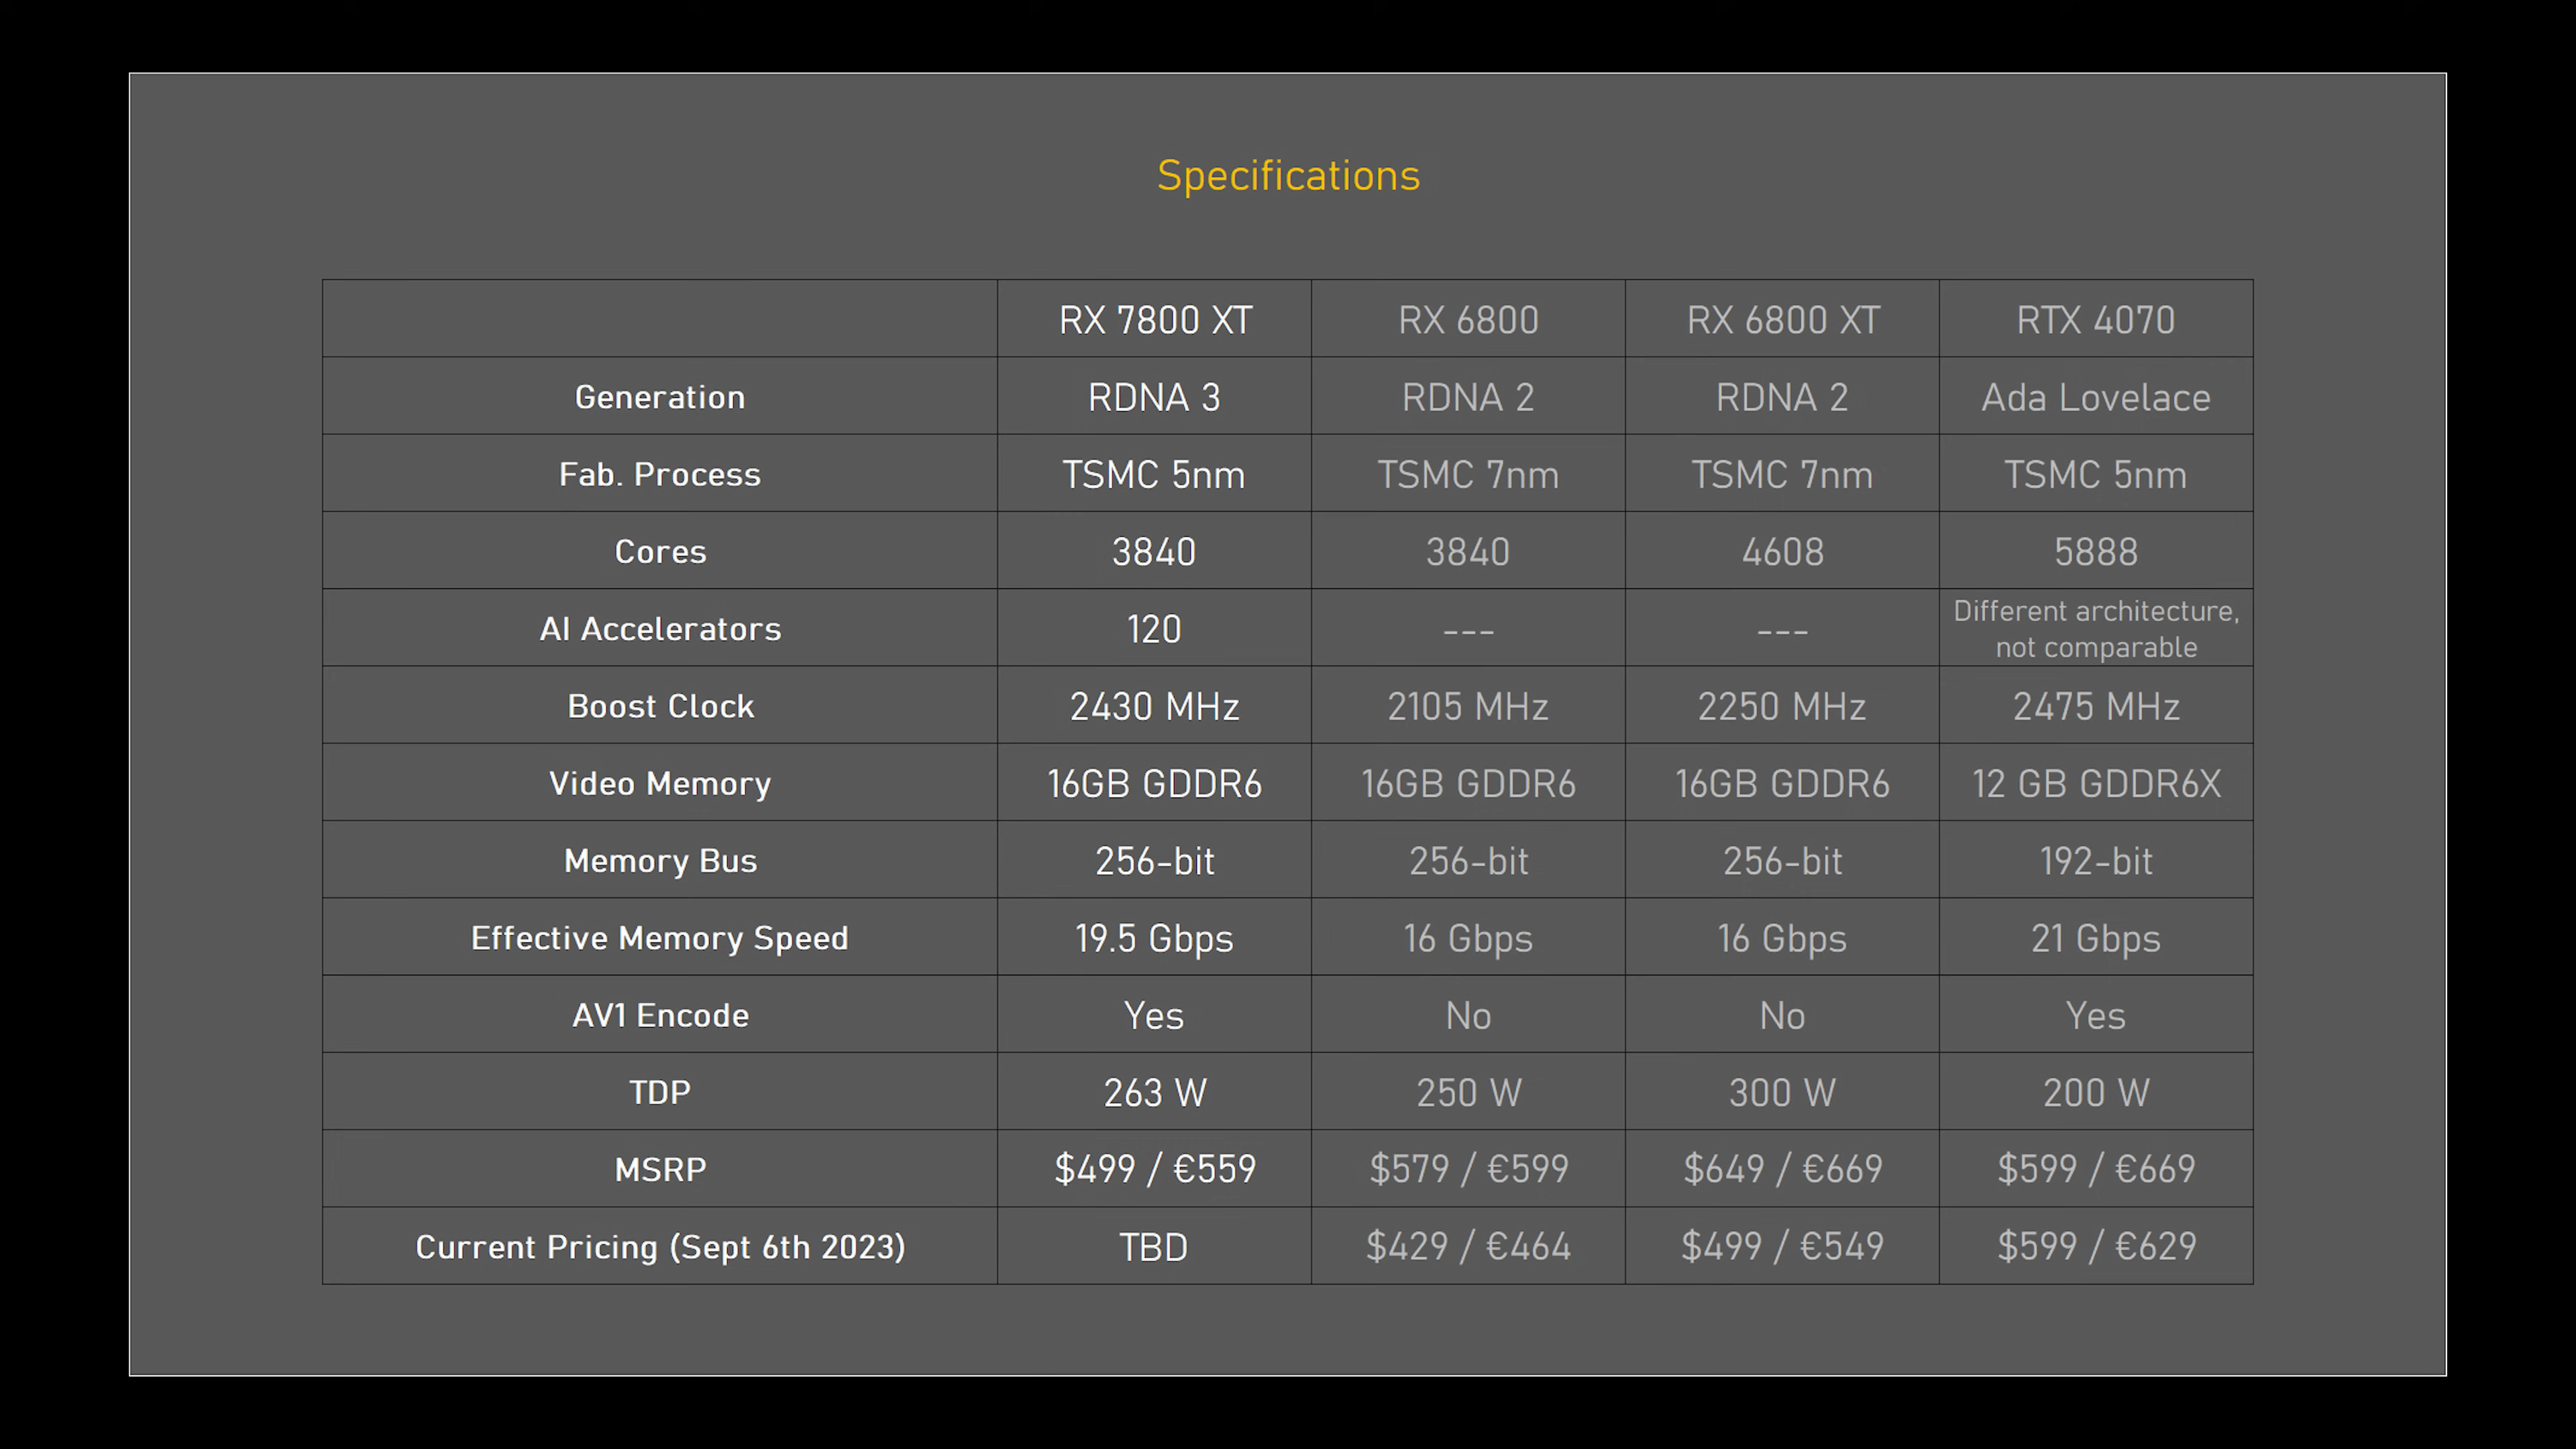 Specifications
RX 7800 XT RX 6800 RX 6800 XT RTX 4070
Generation RDNA 3 RDNA 2 RDNA 2 Ada Lovelace
Fab. Process TSMC 5nm TSMC 7nm TSMC 7nm TSMC 5nm
Cores 3840 3840 4608 5888
AI Accelerators 120 --- --- Different architecture,
not comparable
Boost Clock 2430 MHz 2105 MHz 2250 MHz 2475 MHz
Video Memory 16GB GDDR6 16GB GDDR6 16GB GDDR6 12 GB GDDR6X
Memory Bus 256-bit 256-bit 256-bit 192-bit
Effective Memory Speed 19.5 Gbps 16 Gbps 16 Gbps 21 Gbps
AV1 Encode Yes No No Yes
TDP 263 W 250 W 300 W 200 W
MSRP $499 / €559 $579 / €599 $649 / €669 $599 / €669
Current Pricing (Sept 6th 2023) TBD $429 / €464 $499 / €549 $599 / €629